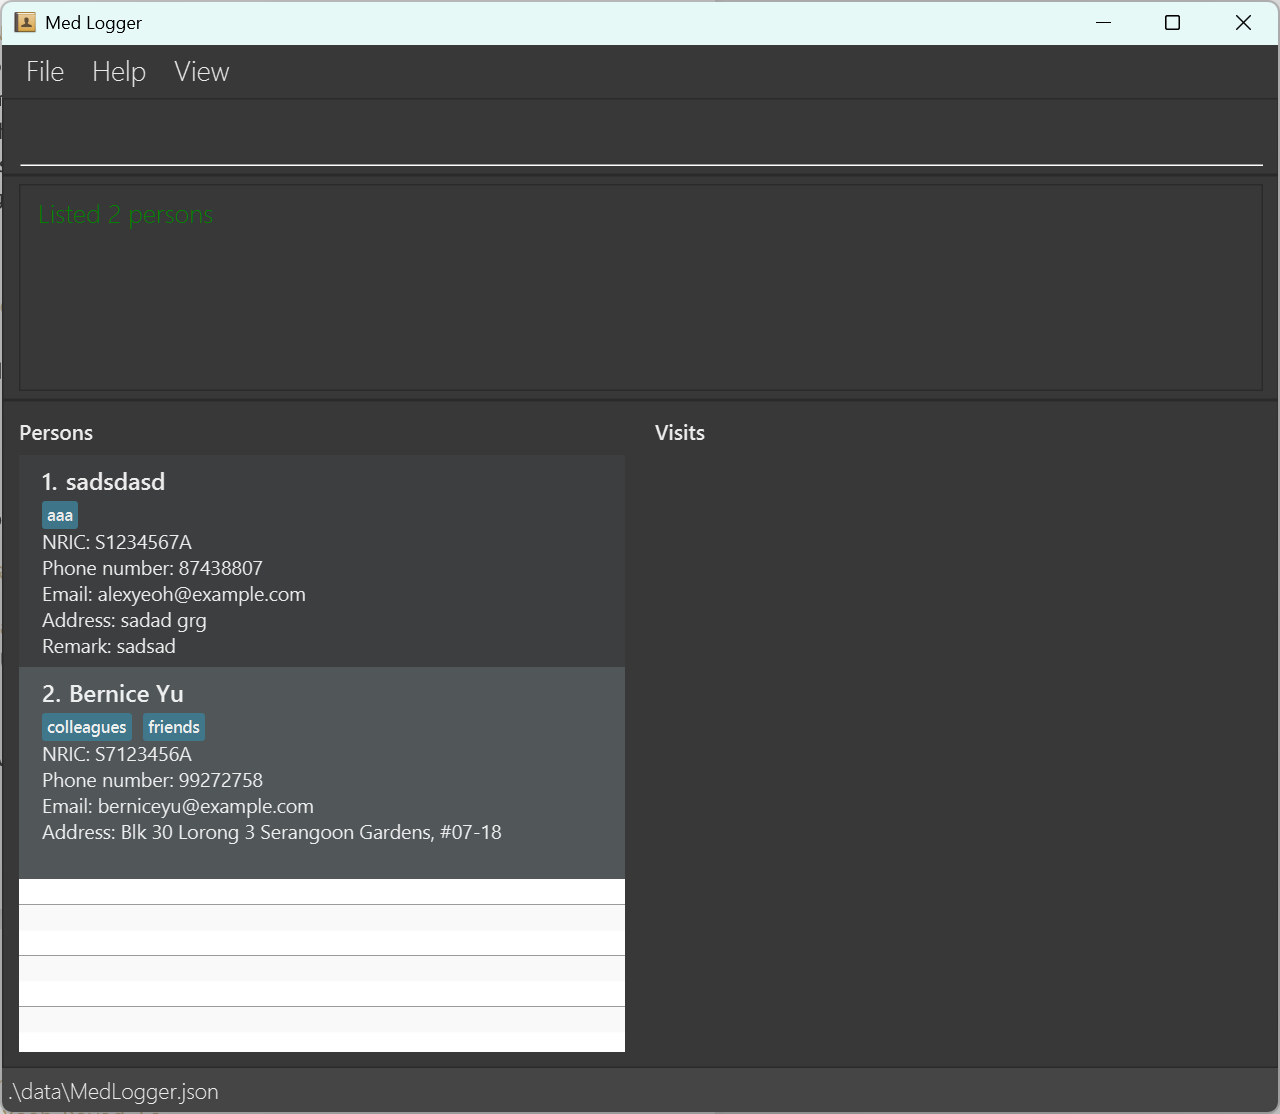 Med Logger
File Help View
Listed 2 persons
Persons
Visits
1. sadsdasd
aaa
NRIC: S1234567A
Phone number: 87438807
Email: alexyeoh@example.com
Address: sadad grg
Remark: sadsad
2. Bernice Yu
colleagues friends
NRIC: S7123456A
Phone number: 99272758
Email: berniceyu@example.com
Address: Blk 30 Lorong 3 Serangoon Gardens, #07-18
.\data\MedLogger.json